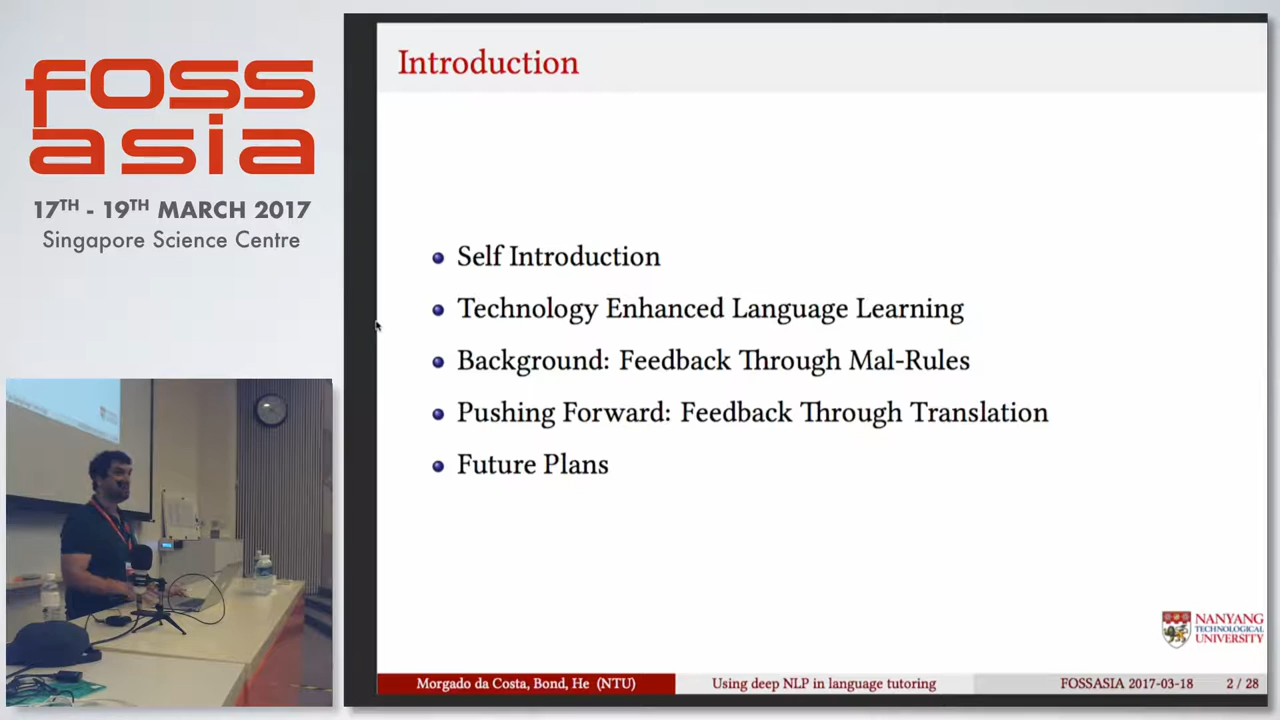 foss
asia
17TH - 19TH MARCH 2017
Singapore Science Centre
Introduction
Self Introduction
Technology Enhanced Language Learning
Background: Feedback Through Mal-Rules
Pushing Forward: Feedback Through Translation
Future Plans
NANYANG
TECHNOLOGICAL
UNIVERSITY
Morgado da Costa, Bond, He (NTU)
Using deep NLP in language tutoring
FOSSASIA 2017-03-18
2 / 28